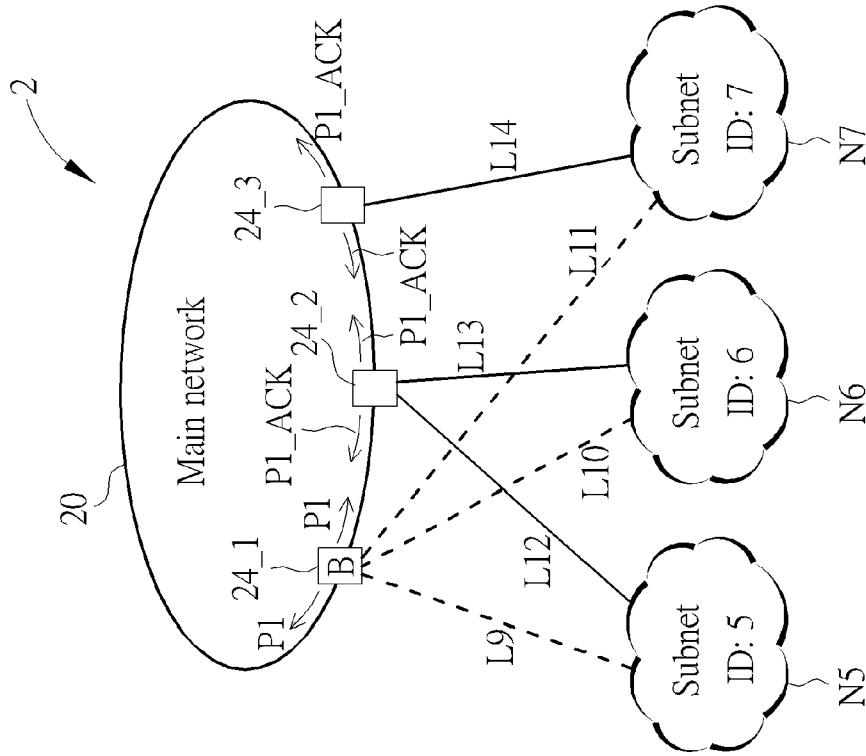 2
20
Main network
24_1
B
P1
P1
24_2
P1_ACK
P1_ACK
24_3
P1_ACK
P1_ACK
L9
L10
L11
L12
L13
L14
Subnet
ID: 5
N5
Subnet
ID: 6
N6
Subnet
ID: 7
N7